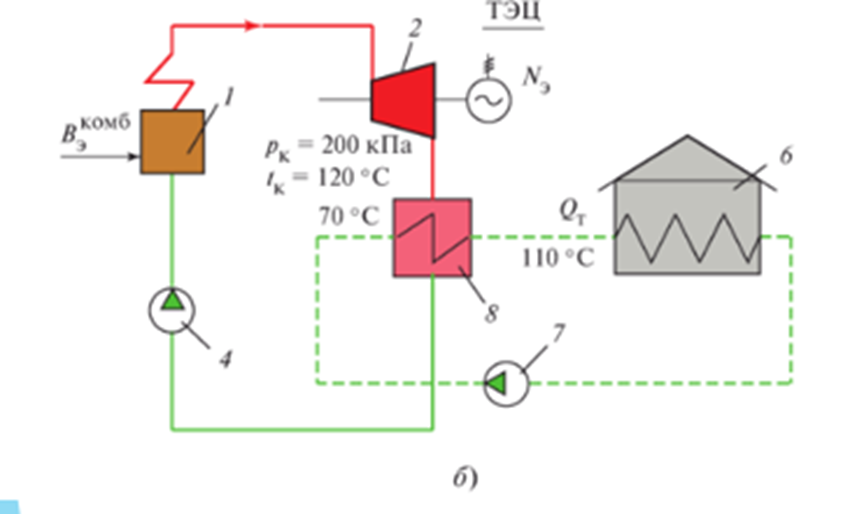 ТЭЦ
2
Nэ
1
Bэкомб
pк = 200 кПа
tк = 120 °C
6
70 °C
Qт
110 °C
8
7
4
б)